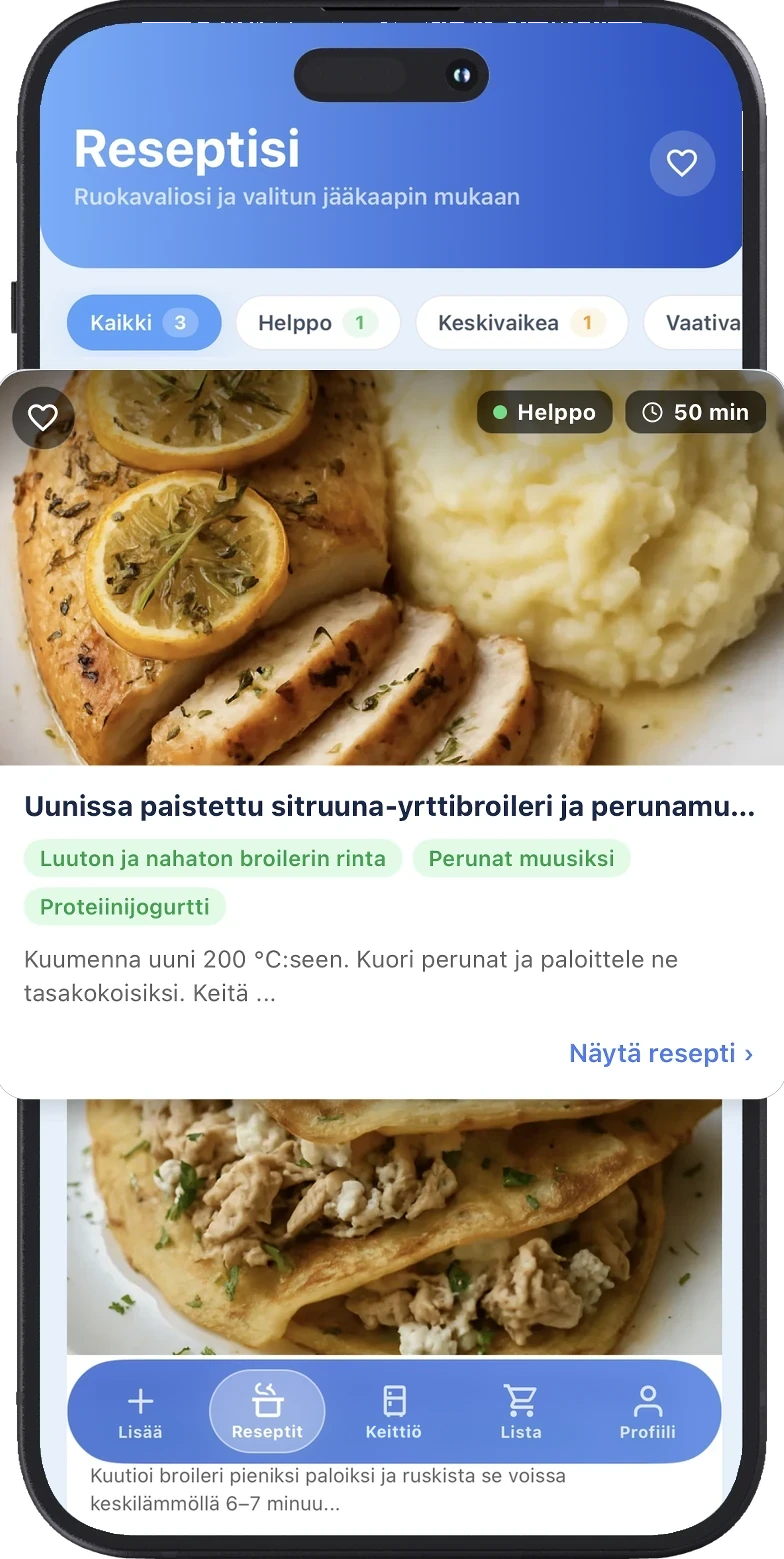 Reseptisi
Ruokavaliosi ja valitun jääkaapin mukaan
Kaikki 3
Helppo 1
Keskivaikea 1
Vaativa
Helppo
50 min
Uunissa paistettu sitruuna-yrttibroileri ja perunamu...
Luuton ja nahaton broilerin rinta
Perunat muusiksi
Proteiinijogurtti
Kuumenna uuni 200 °C:seen. Kuori perunat ja paloittele ne
tasakokoisiksi. Keitä ...
Näytä resepti ›
Lisää
Reseptit
Keittiö
Lista
Profiili
Kuutioi broileri pieniksi paloiksi ja ruskista se voissa
keskilämmöllä 6–7 minuu...